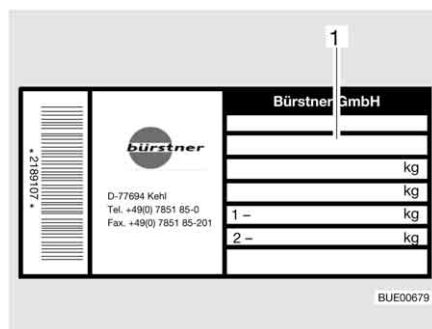 1
Bürstner GmbH
*2189107*
bürstner
D-77694 Kehl
Tel. +49(0) 7851 85-0
Fax. +49(0) 7851 85-201
kg
kg
1 – kg
2 – kg
BUE00679